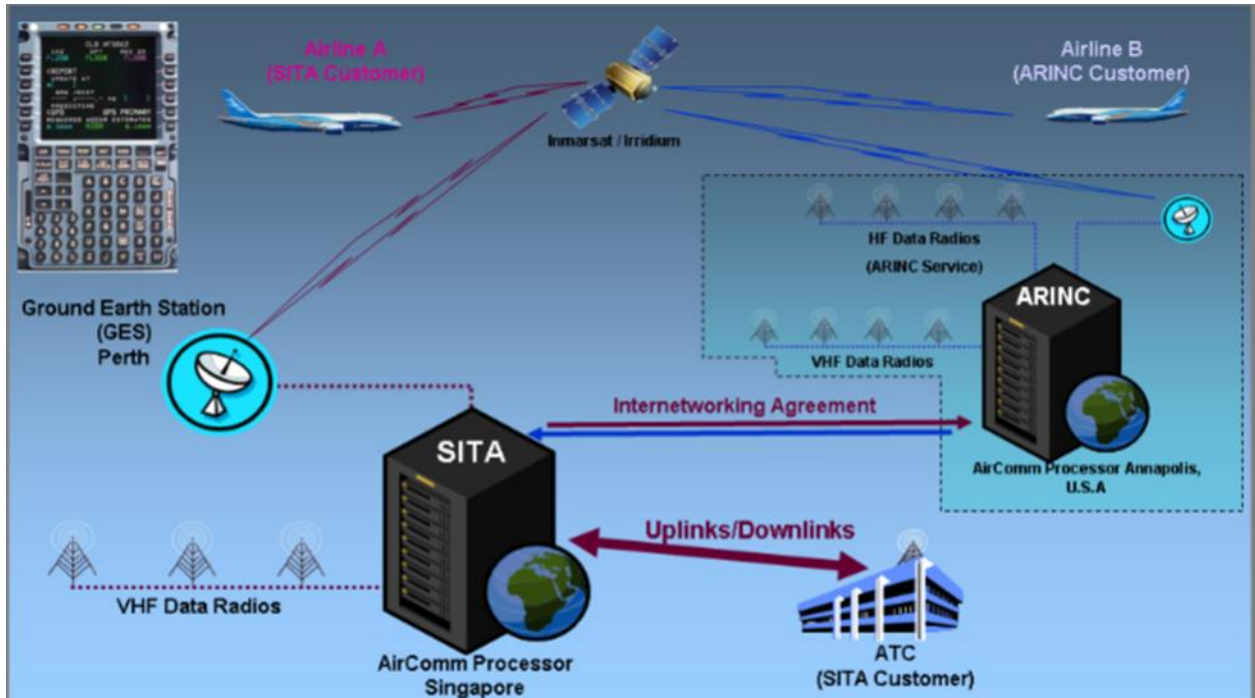 Airline A
(SITA Customer)
Inmarsat / Irridium
Airline B
(ARINC Customer)
HF Data Radios
(ARINC Service)
ARINC
VHF Data Radios
Ground Earth Station
(GES)
Perth
Internetworking Agreement
SITA
AirComm Processor Annapolis,
U.S.A
Uplinks/Downlinks
VHF Data Radios
AirComm Processor
Singapore
ATC
(SITA Customer)